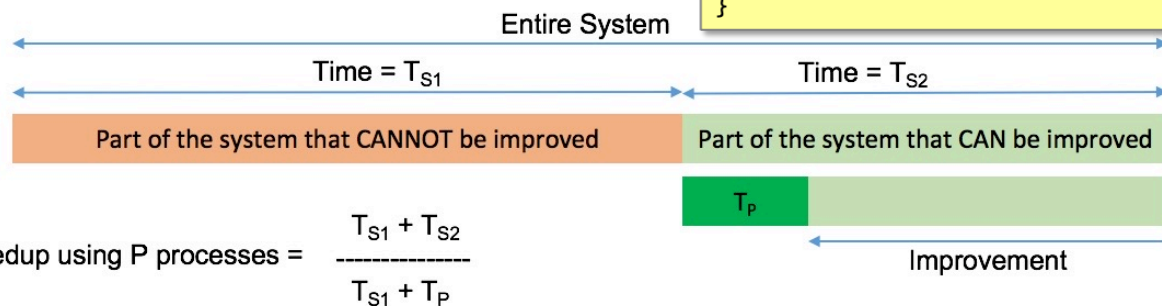 }
Entire System
Time = TS1 Time = TS2
Part of the system that CANNOT be improved Part of the system that CAN be improved
TP
TS1 + TS2
edup using P processes = ---------------
Improvement
TS1 + TP